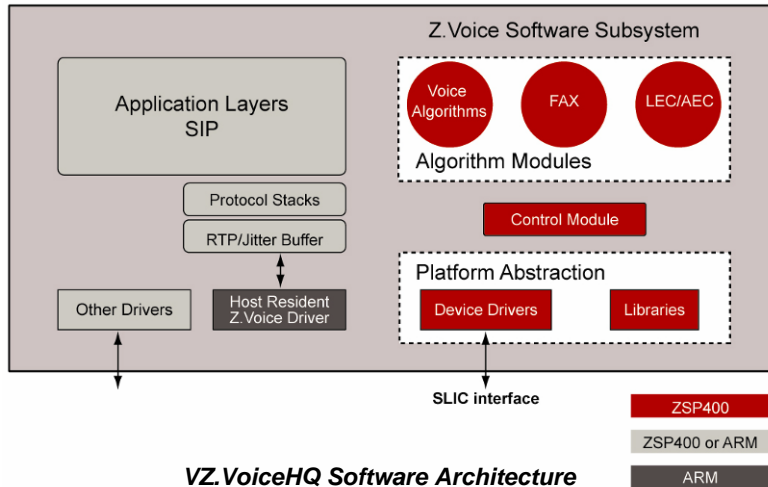 Z.Voice Software Subsystem
Application Layers
SIP
Voice
Algorithms
FAX
LEC/AEC
Algorithm Modules
Protocol Stacks
RTP/Jitter Buffer
Control Module
Platform Abstraction
Other Drivers
Host Resident
Z.Voice Driver
Device Drivers
Libraries
SLIC interface
ZSP400
ZSP400 or ARM
ARM
VZ.VoiceHQ Software Architecture